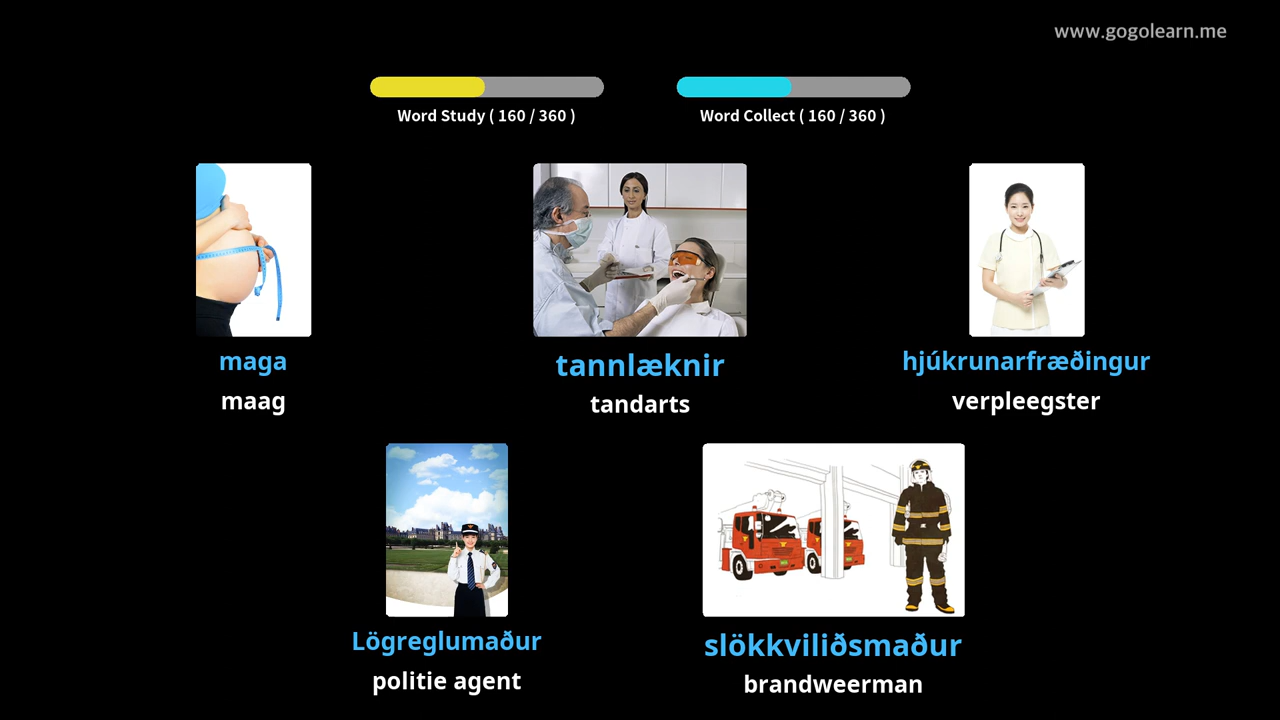 www.gogolearn.me
Word Study ( 160 / 360 )
Word Collect ( 160 / 360 )
maga
tannlæknir
hjúkrunarfræðingur
maag
tandarts
verpleegster
Lögreglumaður
slökkviliðsmaður
politie agent
brandweerman